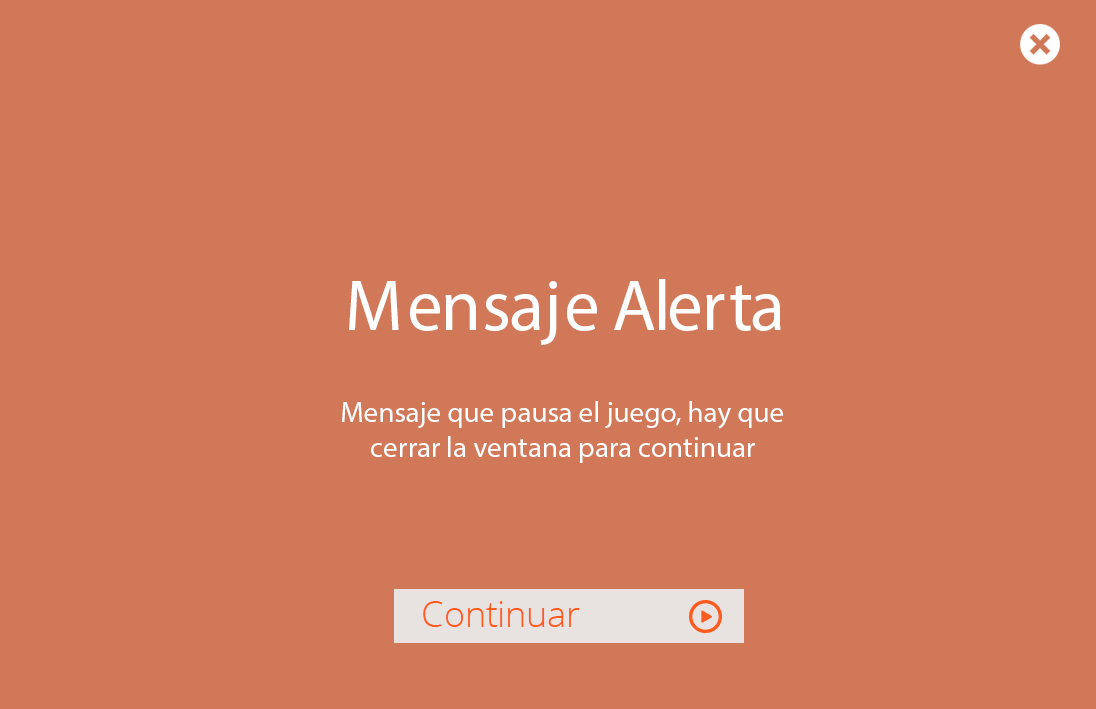 Mensaje Alerta
Mensaje que pausa el juego, hay que
cerrar la ventana para continuar
Continuar